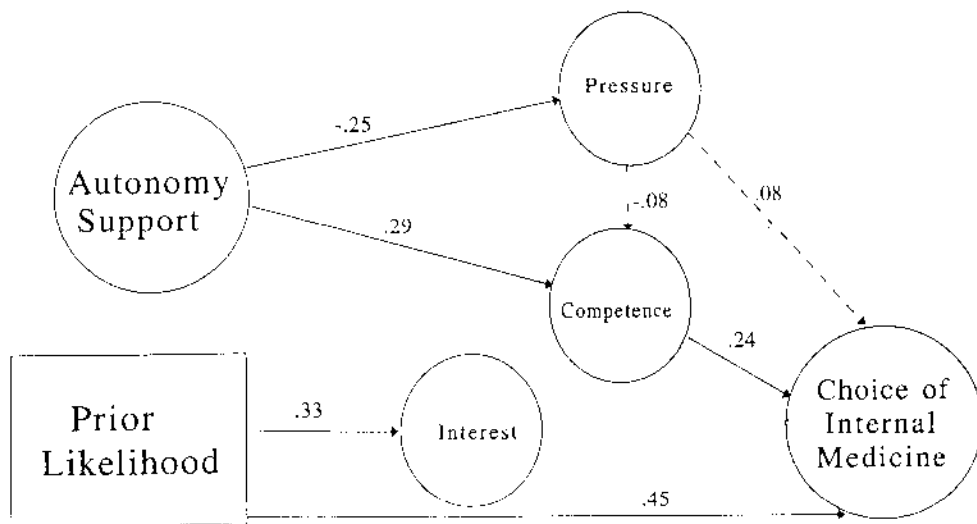 Pressure
-.25
Autonomy
Support
-.08
.08
.29
Competence
.24
Prior
Likelihood
.33
Interest
Choice of
Internal
Medicine
.45